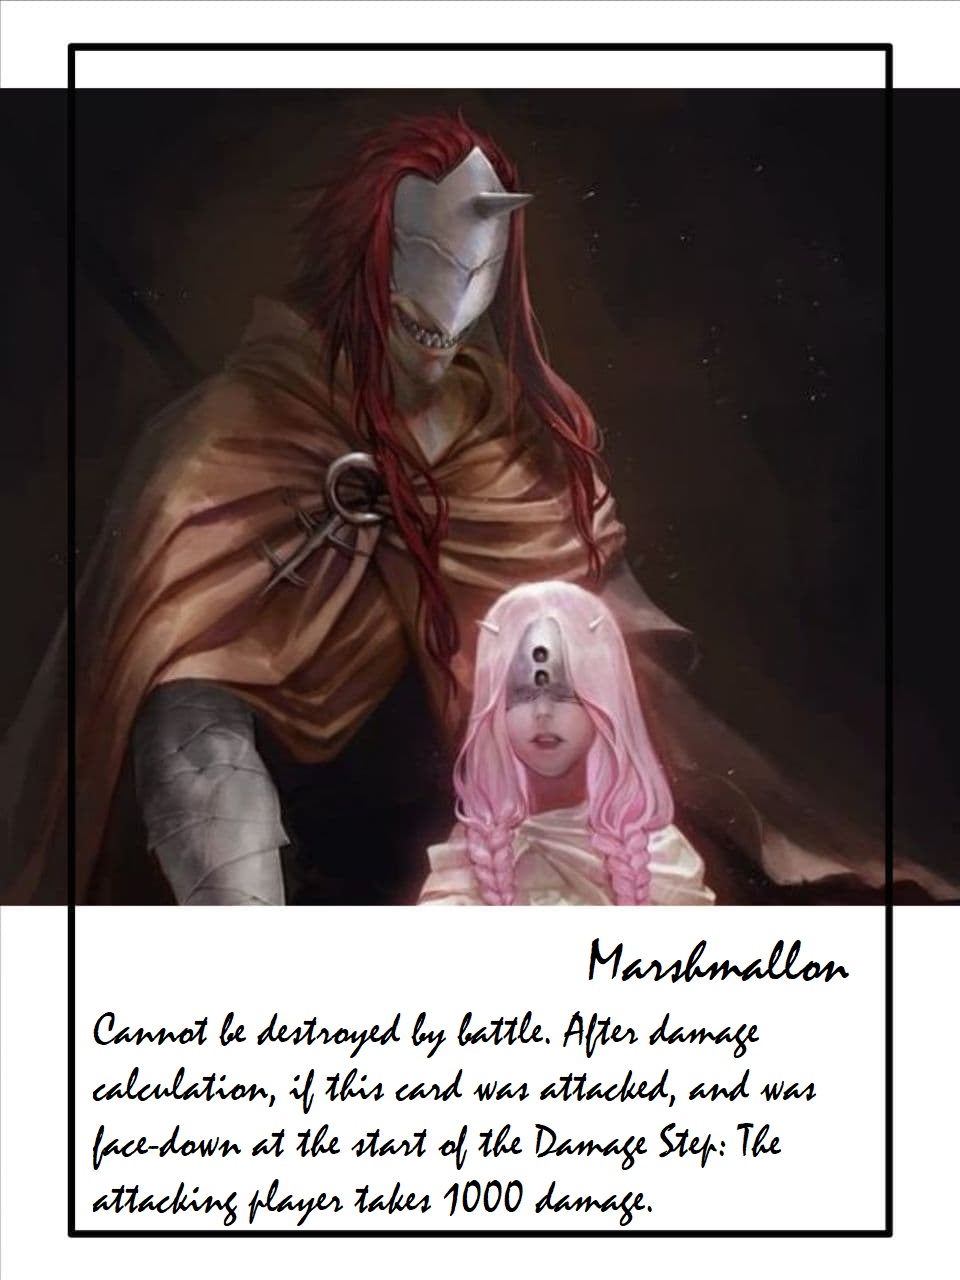 Marshmallon
Cannot be destroyed by battle. After damage
calculation, if this card was attacked, and was
face-down at the start of the Damage Step: The
attacking player takes 1000 damage.